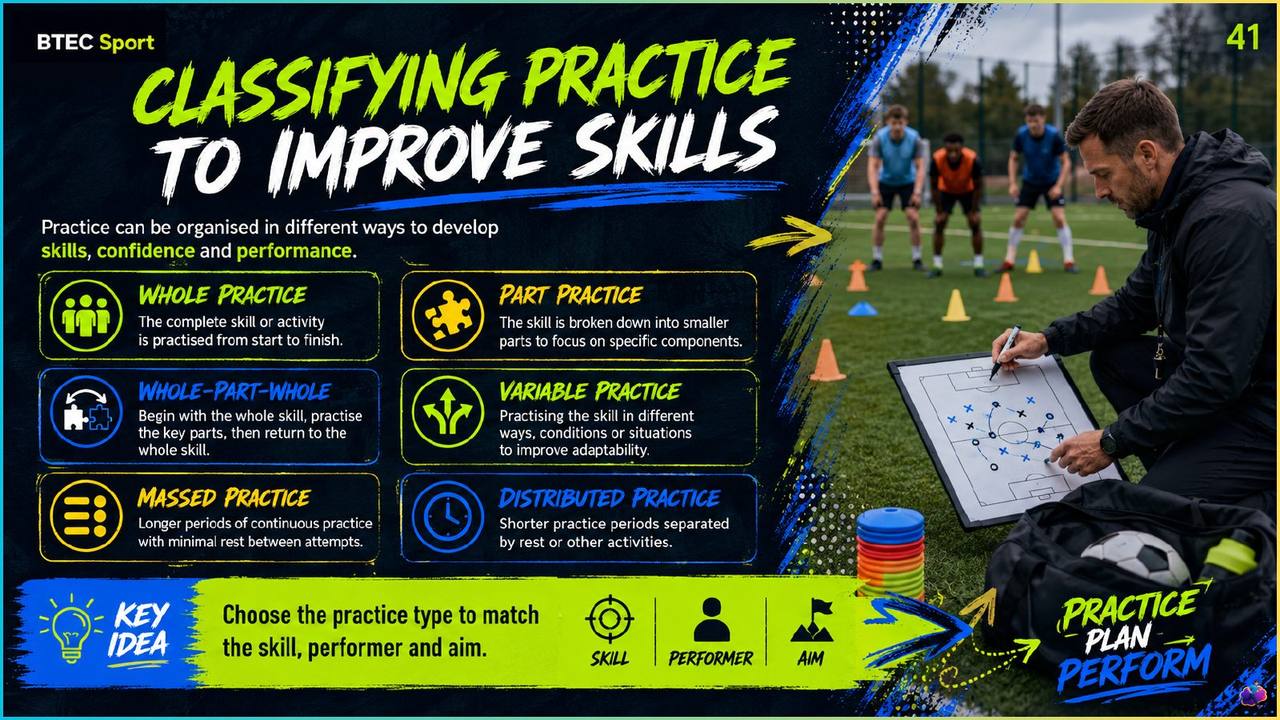 BTEC Sport
41
CLASSIFYING PRACTICE
TO IMPROVE SKILLS
Practice can be organised in different ways to develop
skills, confidence and performance.
WHOLE PRACTICE
The complete skill or activity
is practised from start to finish.
PART PRACTICE
The skill is broken down into smaller
parts to focus on specific components.
WHOLE-PART-WHOLE
Begin with the whole skill, practise
the key parts, then return to the
whole skill.
VARIABLE PRACTICE
Practising the skill in different
ways, conditions or situations
to improve adaptability.
MASSED PRACTICE
Longer periods of continuous practice
with minimal rest between attempts.
DISTRIBUTED PRACTICE
Shorter practice periods separated
by rest or other activities.
KEY
IDEA
Choose the practice type to match
the skill, performer and aim.
SKILL
PERFORMER
AIM
PRACTICE
PLAN
PERFORM